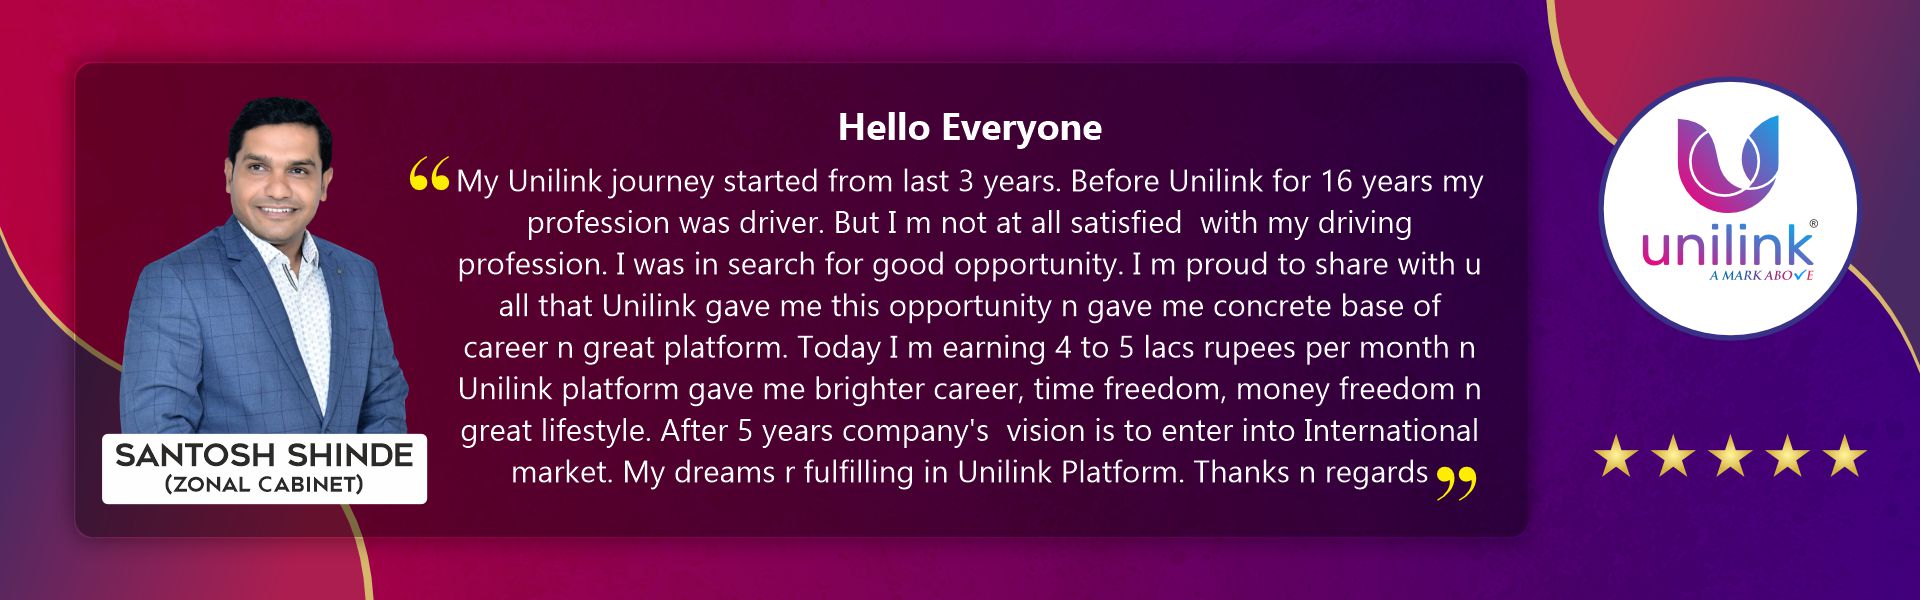 Hello Everyone
“ My Unilink journey started from last 3 years. Before Unilink for 16 years my
profession was driver. But I m not at all satisfied  with my driving
profession. I was in search for good opportunity. I m proud to share with u
all that Unilink gave me this opportunity n gave me concrete base of
career n great platform. Today I m earning 4 to 5 lacs rupees per month n
Unilink platform gave me brighter career, time freedom, money freedom n
great lifestyle. After 5 years company's  vision is to enter into International
market. My dreams r fulfilling in Unilink Platform. Thanks n regards ”
SANTOSH SHINDE
(ZONAL CABINET)
unilink®
A MARK ABOVE